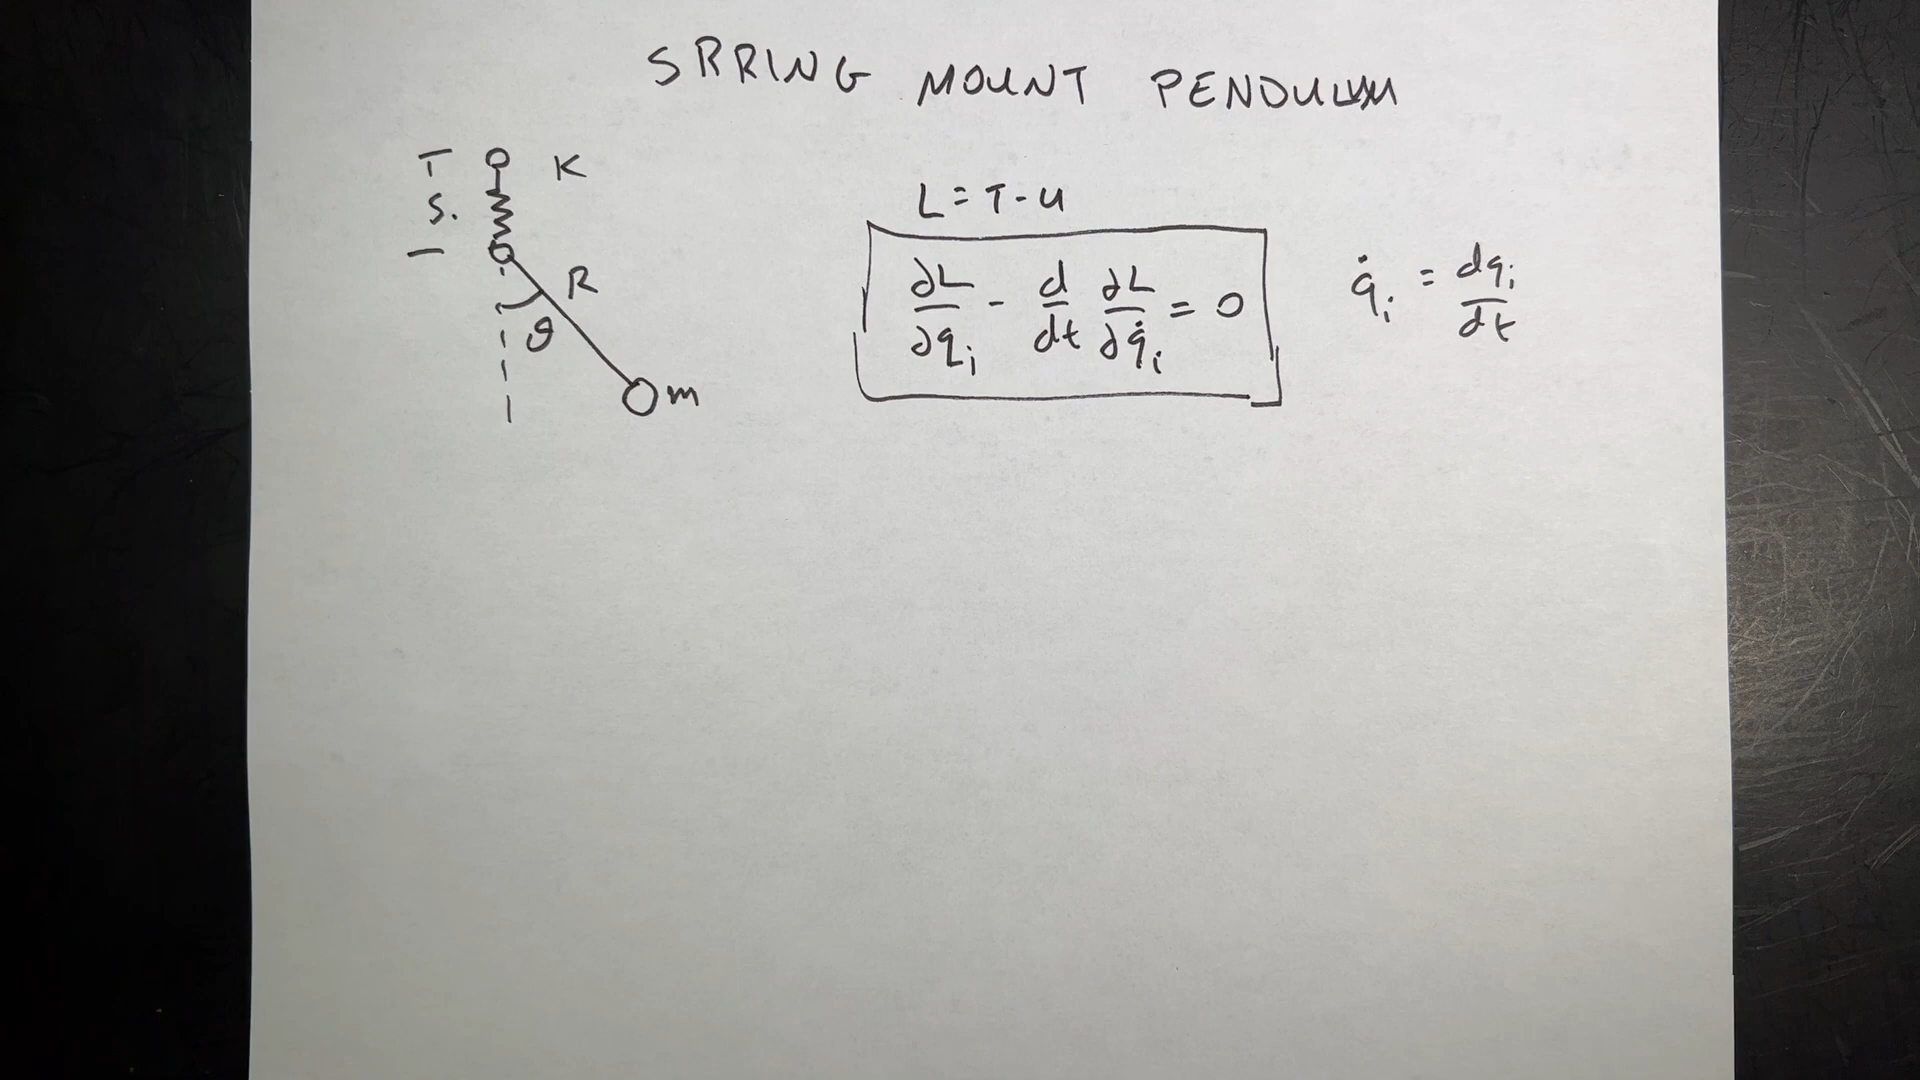 SRRING MOUNT PENDULUM
T K
S.
R
θ
m
L = T - U
∂L/∂qᵢ - d/dt ∂L/∂q̇ᵢ = 0
q̇ᵢ = dqᵢ/dt